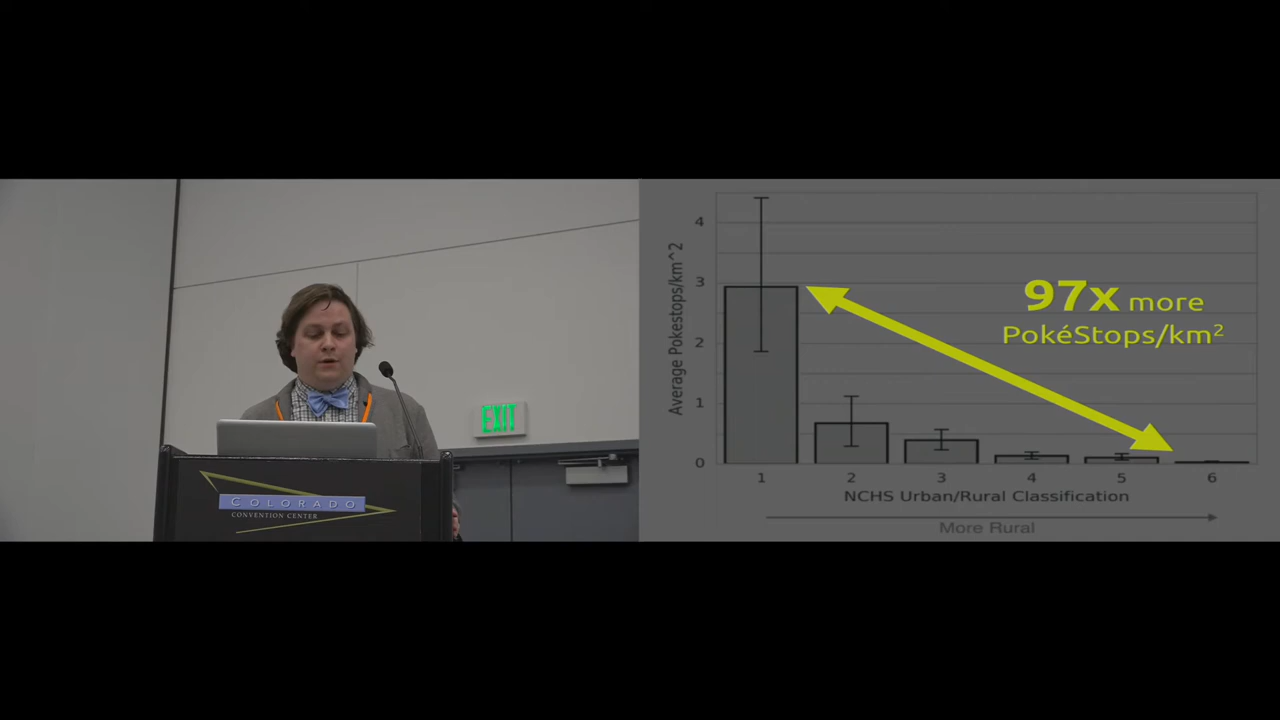 EXIT
COLORADO
CONVENTION CENTER
Average Pokestops/km^2
4
3
2
1
0
97x more
PokéStops/km²
1 2 3 4 5 6
NCHS Urban/Rural Classification
More Rural